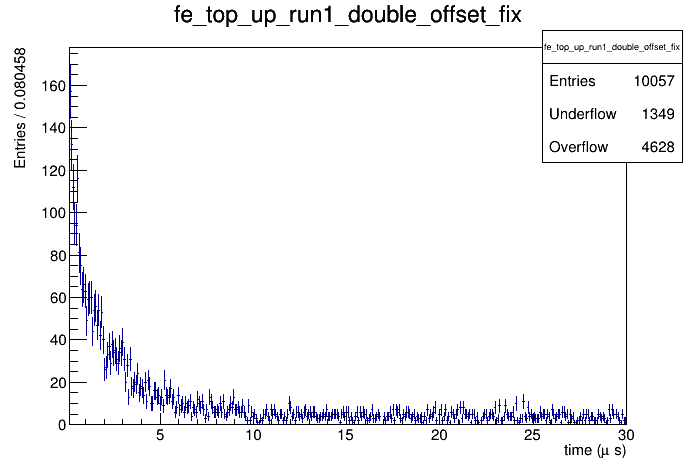 fe_top_up_run1_double_offset_fix
fe_top_up_run1_double_offset_fix
Entries 10057
Underflow 1349
Overflow 4628
Entries / 0.080458
160
140
120
100
80
60
40
20
0
5 10 15 20 25 30
time (μ s)